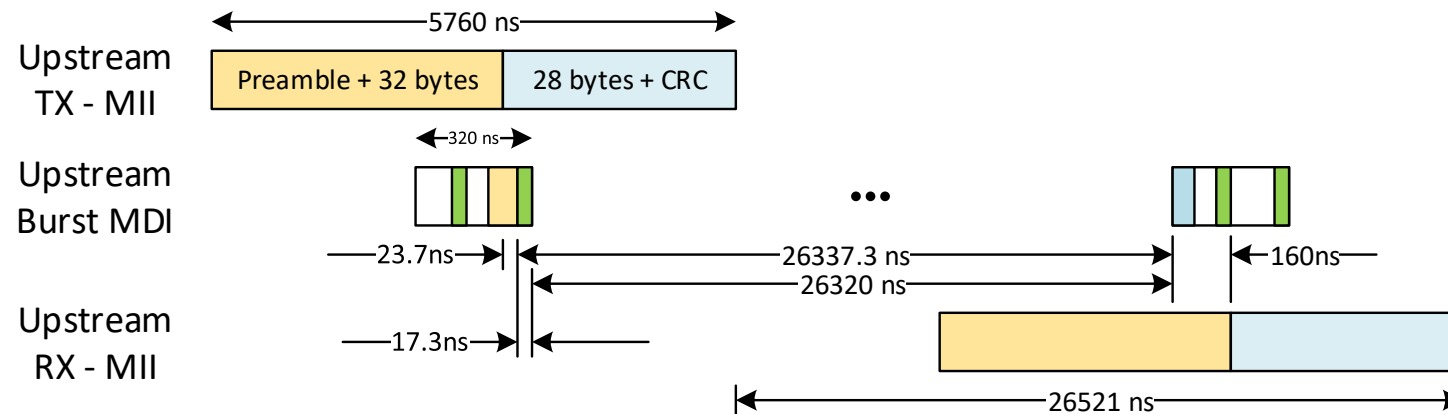 5760 ns
Upstream
TX - MII
Preamble + 32 bytes
28 bytes + CRC
320 ns
Upstream
Burst MDI
•••
23.7ns
26337.3 ns
160ns
26320 ns
Upstream
RX - MII
17.3ns
26521 ns